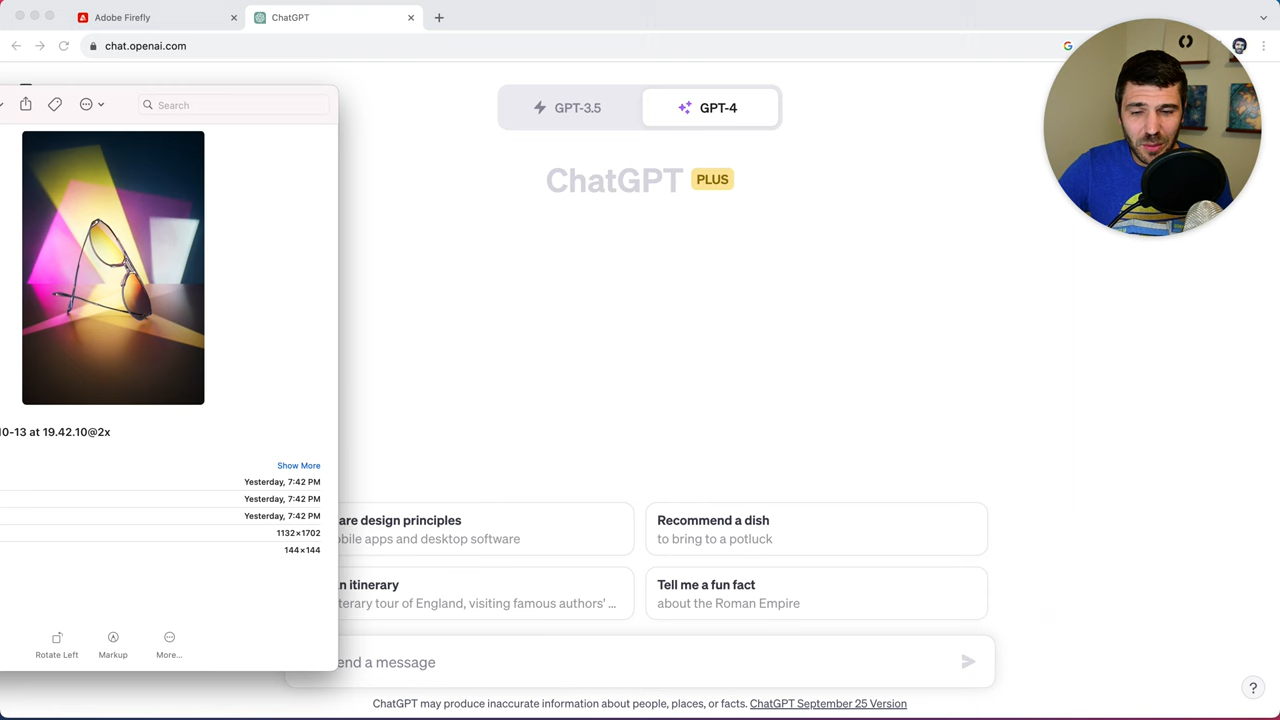 Adobe Firefly
ChatGPT
chat.openai.com
Search
GPT-3.5
GPT-4
ChatGPT PLUS
10-13 at 19.42.10@2x
Show More
Yesterday, 7:42 PM
Yesterday, 7:42 PM
Yesterday, 7:42 PM
1132×1702
144×144
Rotate Left
Markup
More...
are design principles
bile apps and desktop software
Recommend a dish
to bring to a potluck
n itinerary
terary tour of England, visiting famous authors' ...
Tell me a fun fact
about the Roman Empire
end a message
ChatGPT may produce inaccurate information about people, places, or facts. ChatGPT September 25 Version
?